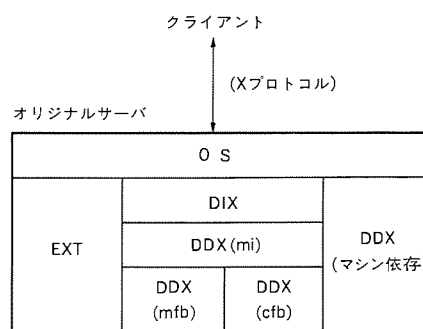 クライアント
(Xプロトコル)
オリジナルサーバ
OS
DIX
EXT
DDX(mi)
DDX
(マシン依存)
DDX
(mfb)
DDX
(cfb)